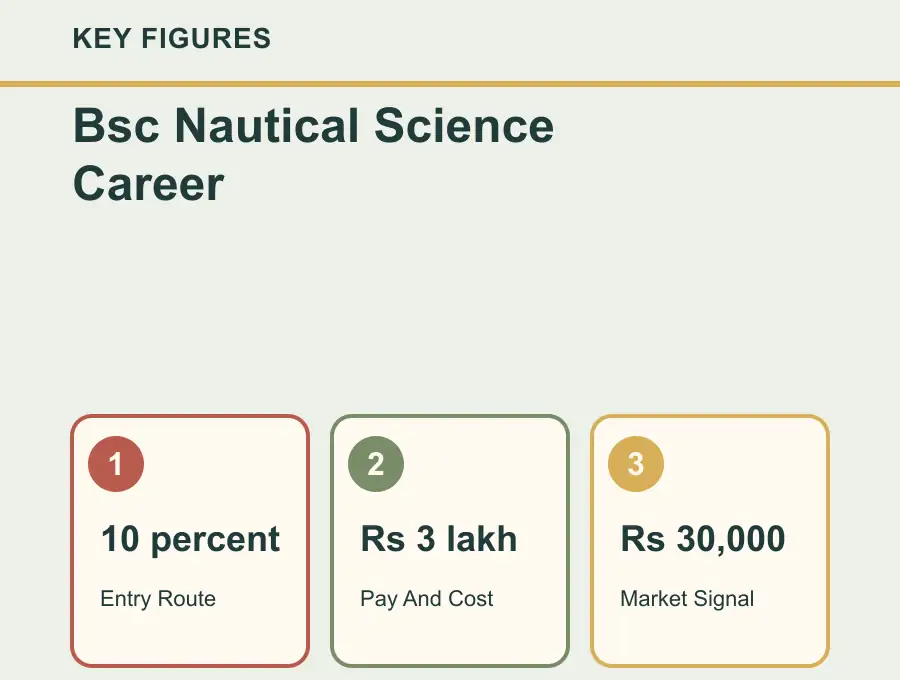 KEY FIGURES
Bsc Nautical Science
Career
1
10 percent
Entry Route
2
Rs 3 lakh
Pay And Cost
3
Rs 30,000
Market Signal